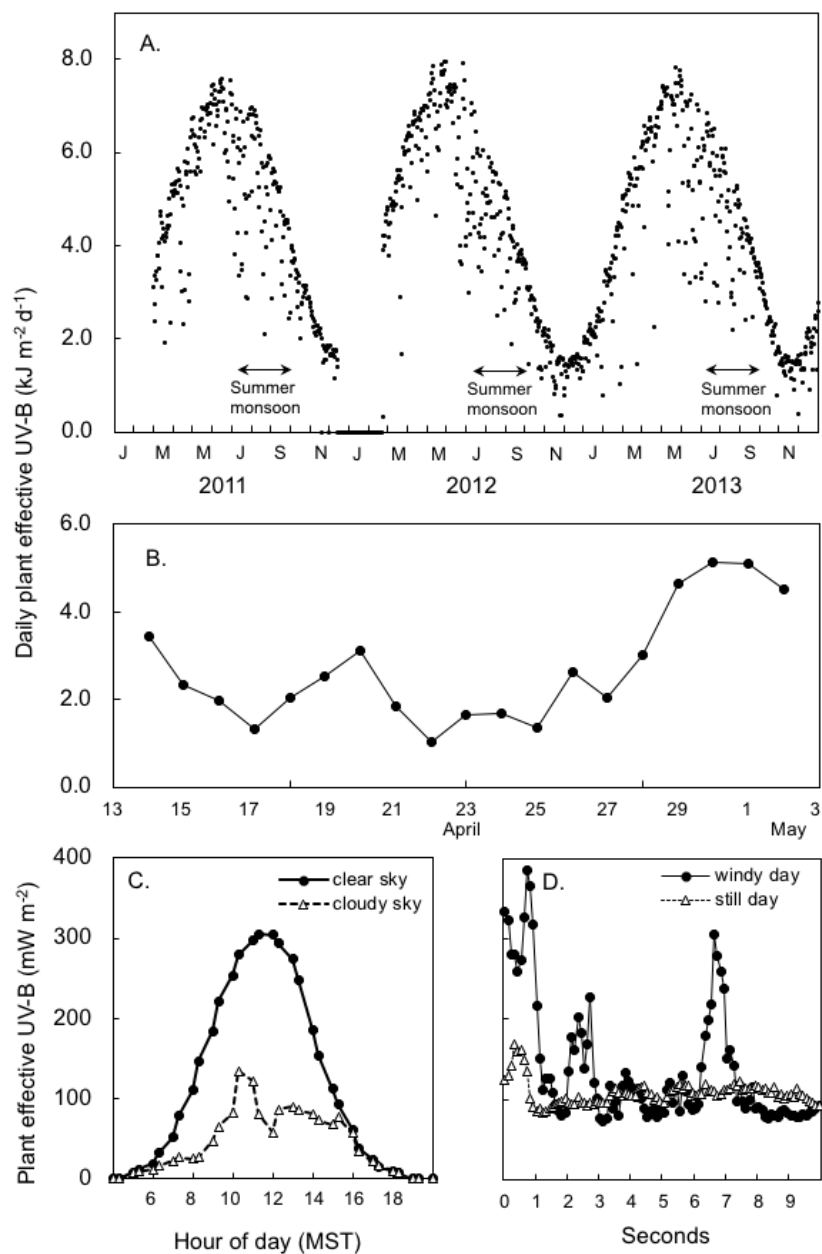 A.
8.0
6.0
4.0
2.0
0.0
Summer monsoon
Summer monsoon
Summer monsoon
J M M J S N J M M J S N J M M J S N
2011 2012 2013
Daily plant effective UV-B (kJ m-2 d-1)
B.
6.0
4.0
2.0
0.0
13 15 17 19 21 23 25 27 29 1 3
April May
C.
clear sky
cloudy sky
400
300
200
100
0
Plant effective UV-B (mW m-2)
6 8 10 12 14 16 18
Hour of day (MST)
D.
windy day
still day
0 1 2 3 4 5 6 7 8 9
Seconds